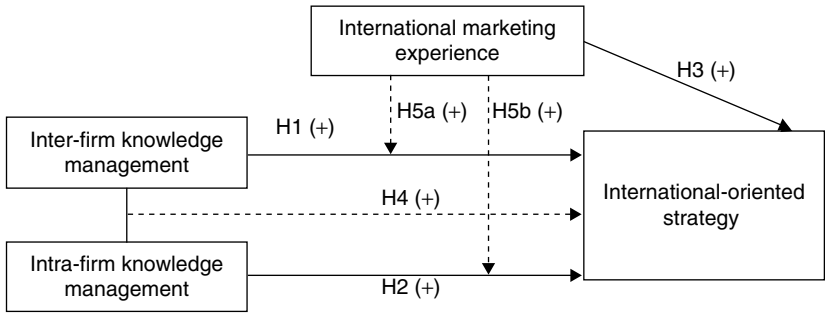 International marketing
experience
H3 (+)
H5a (+)
H5b (+)
H1 (+)
Inter-firm knowledge
management
International-oriented
strategy
H4 (+)
Intra-firm knowledge
management
H2 (+)